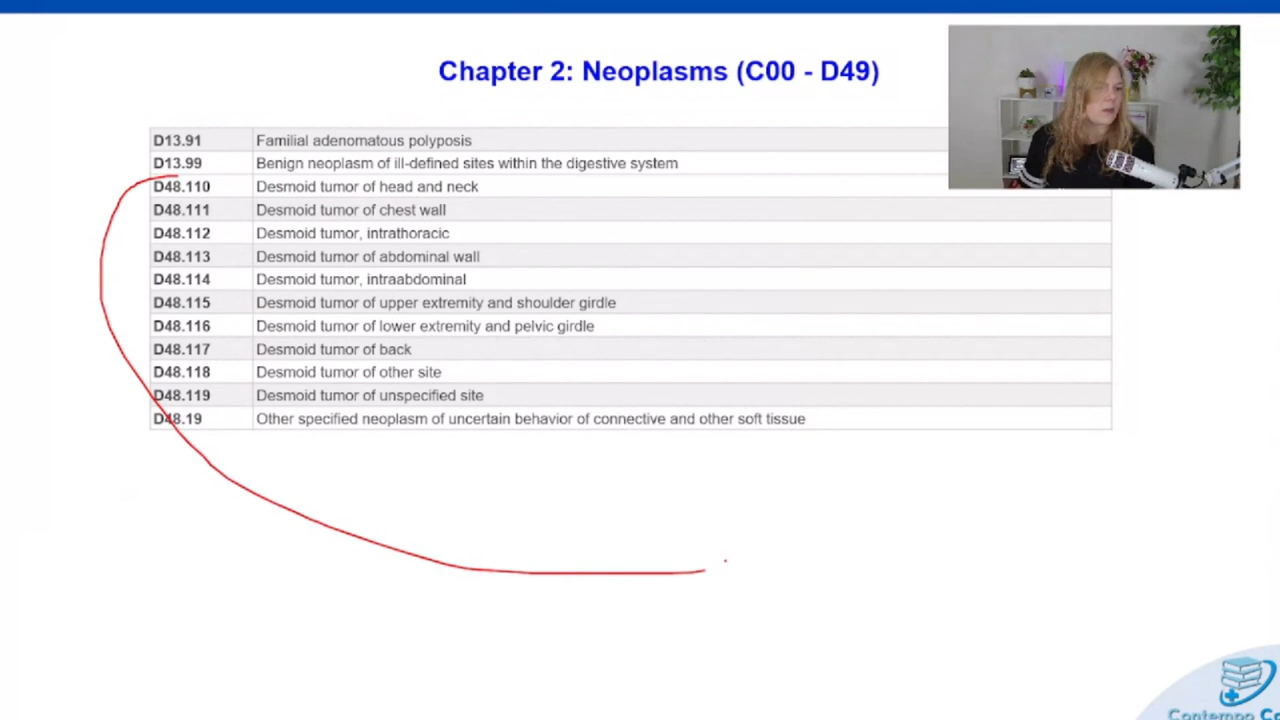 Chapter 2: Neoplasms (C00 - D49)
D13.91 Familial adenomatous polyposis
D13.99 Benign neoplasm of ill-defined sites within the digestive system
D48.110 Desmoid tumor of head and neck
D48.111 Desmoid tumor of chest wall
D48.112 Desmoid tumor, intrathoracic
D48.113 Desmoid tumor of abdominal wall
D48.114 Desmoid tumor, intraabdominal
D48.115 Desmoid tumor of upper extremity and shoulder girdle
D48.116 Desmoid tumor of lower extremity and pelvic girdle
D48.117 Desmoid tumor of back
D48.118 Desmoid tumor of other site
D48.119 Desmoid tumor of unspecified site
D48.19 Other specified neoplasm of uncertain behavior of connective and other soft tissue
Contempo